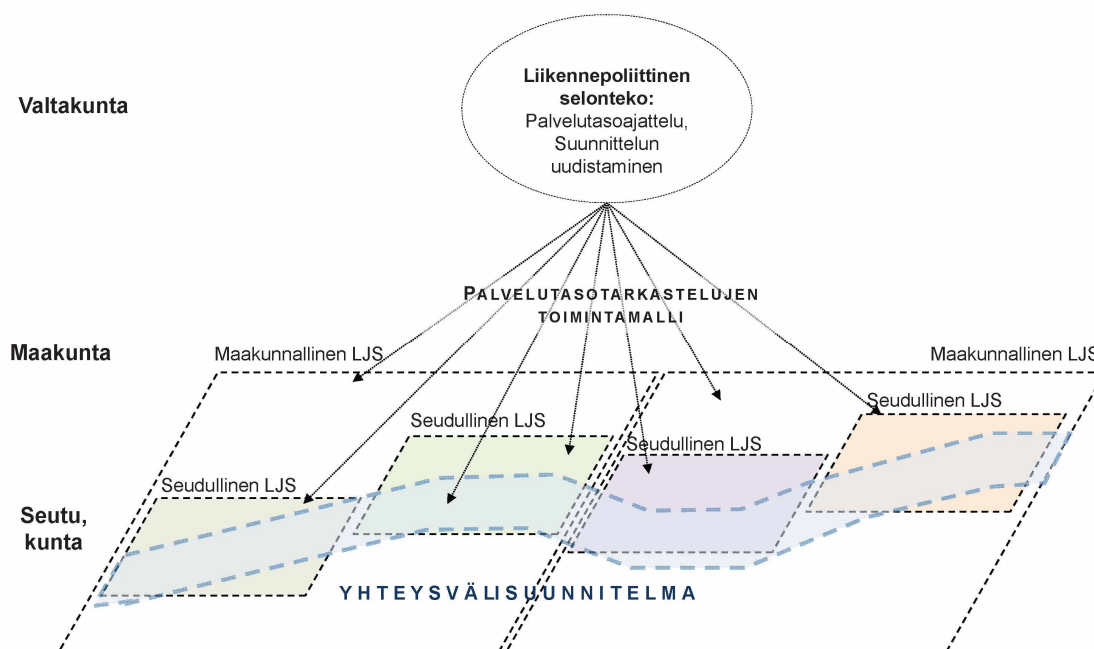 Liikennepoliittinen
selonteko:
Palvelutasoajattelu,
Suunnittelun
uudistaminen
Valtakunta
PALVELUTASOTARKASTELUJEN
TOIMINTAMALLI
Maakunta
Maakunnallinen LJS
Maakunnallinen LJS
Seudullinen LJS
Seudullinen LJS
Seudullinen LJS
Seudullinen LJS
Seutu,
kunta
YHTEYSVÄLISUUNNITELMA